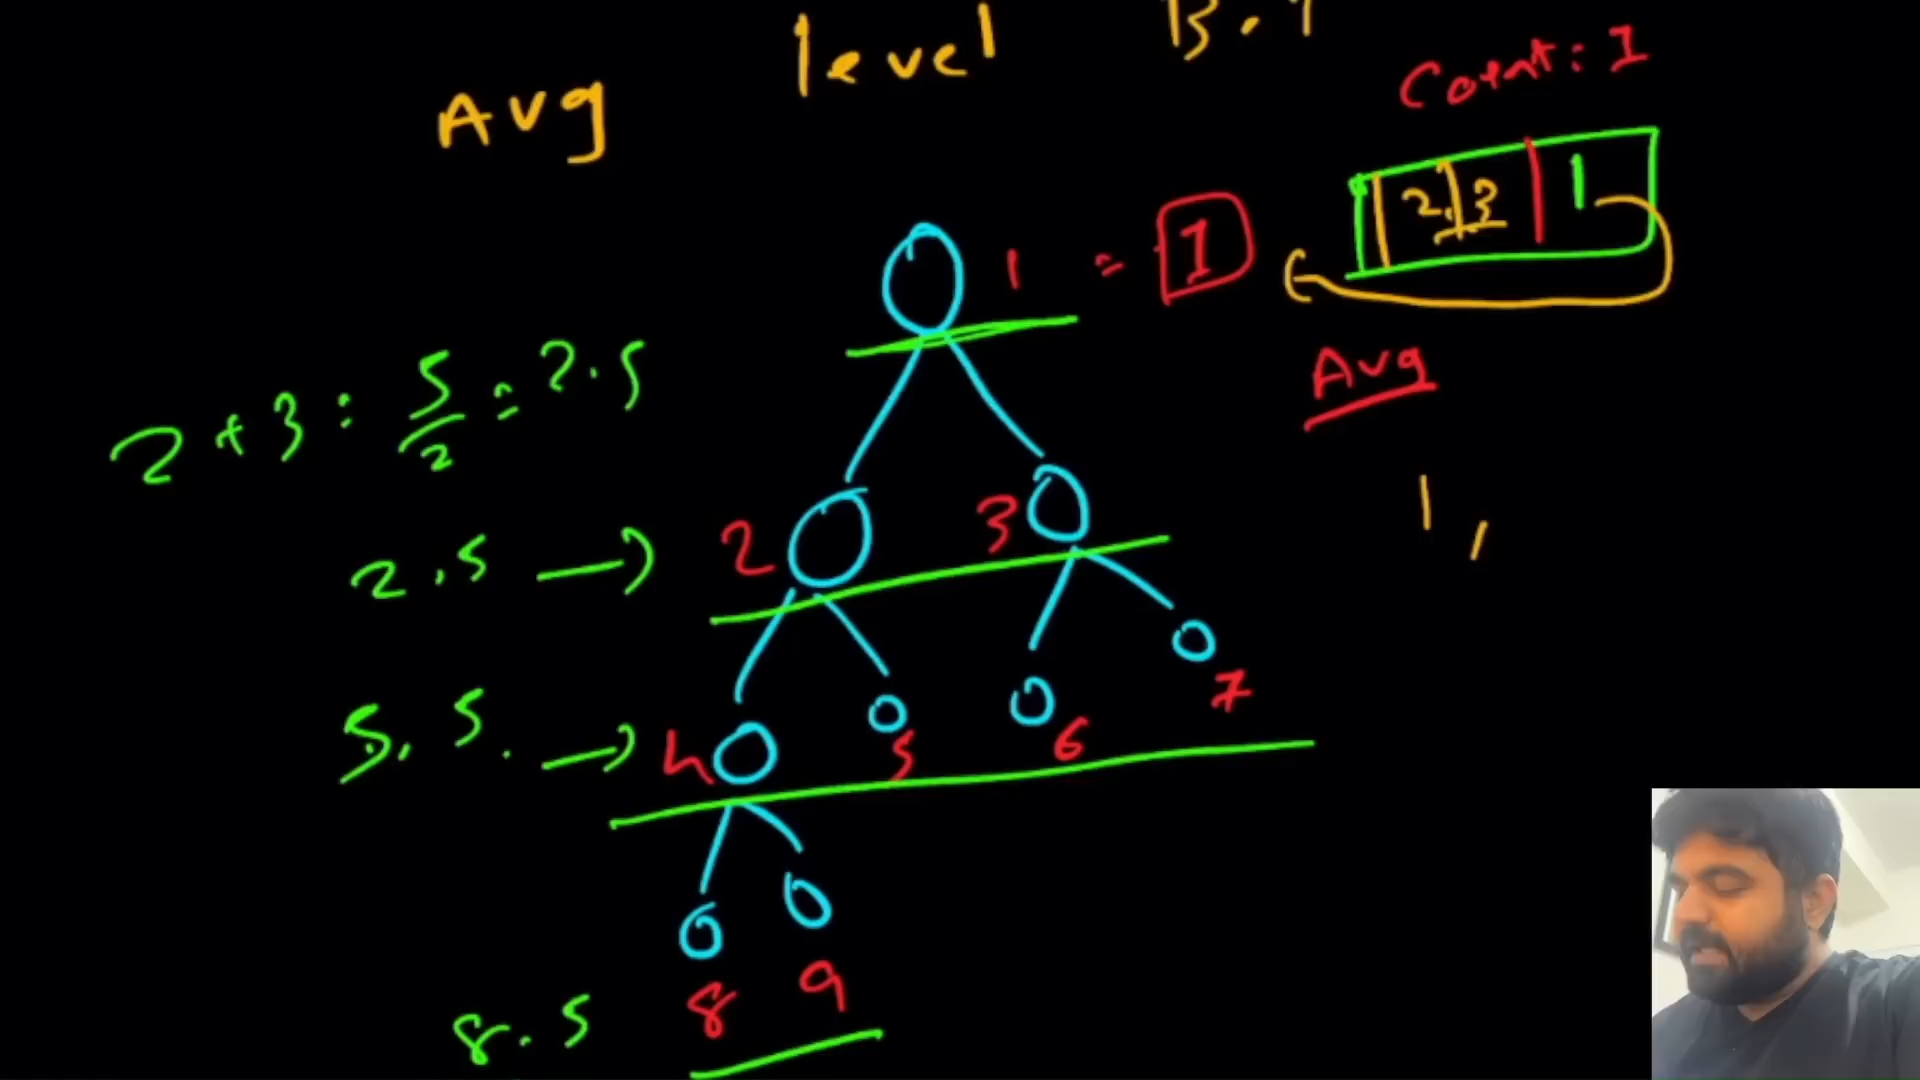 Avg level B.T
Count: 1
2 3 1
1 = 1
2 + 3 : 5/2 = 2.5
Avg
1,
2.5 → 2 3
5.5. → 4 5 6 7
8.5 8 9